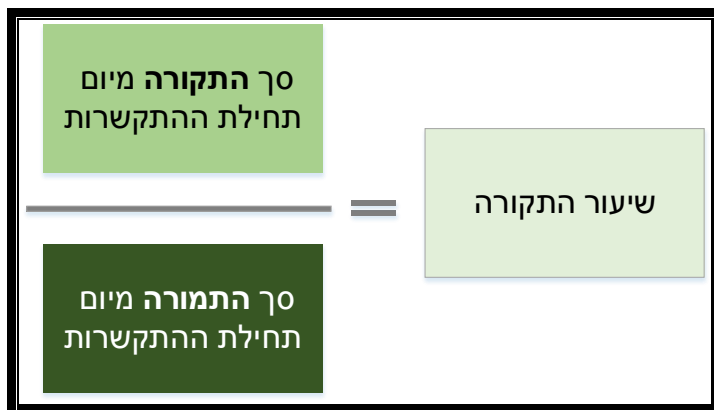 סך התקורה מיום
תחילת ההתקשרות
=
שיעור התקורה
סך התמורה מיום
תחילת ההתקשרות